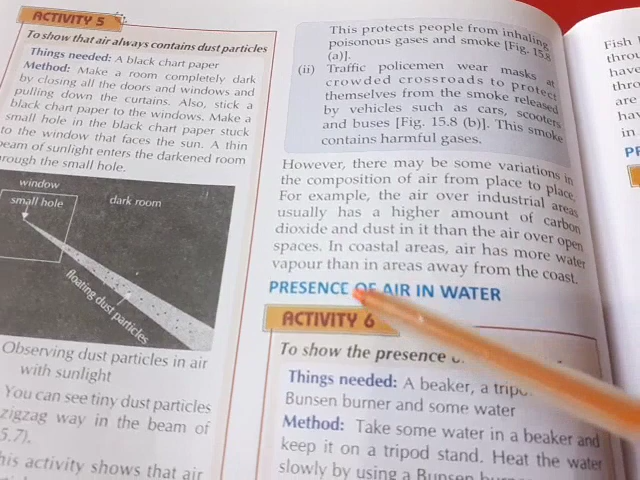 ACTIVITY 5
To show that air always contains dust particles
Things needed: A black chart paper
Method: Make a room completely dark
by closing all the doors and windows and
pulling down the curtains. Also, stick a
black chart paper to the windows. Make a
small hole in the black chart paper stuck
to the window that faces the sun. A thin
beam of sunlight enters the darkened room
through the small hole.
window
small hole
dark room
floating dust particles
Observing dust particles in air
with sunlight
You can see tiny dust particles
zigzag way in the beam of
5.7).
his activity shows that air
This protects people from inhaling
poisonous gases and smoke [Fig. 15.8
(a)].
(ii) Traffic policemen wear masks at
crowded crossroads to protect
themselves from the smoke released
by vehicles such as cars, scooters
and buses [Fig. 15.8 (b)]. This smoke
contains harmful gases.
However, there may be some variations in
the composition of air from place to place.
For example, the air over industrial areas
usually has a higher amount of carbon
dioxide and dust in it than the air over open
spaces. In coastal areas, air has more water
vapour than in areas away from the coast.
PRESENCE OF AIR IN WATER
ACTIVITY 6
To show the presence
Things needed: A beaker, a
Bunsen burner and some water
Method: Take some water in a beaker and
keep it on a tripod stand. Heat the water
slowly by using a Bunsen
Fish
throu
have
thro
are
hav
in